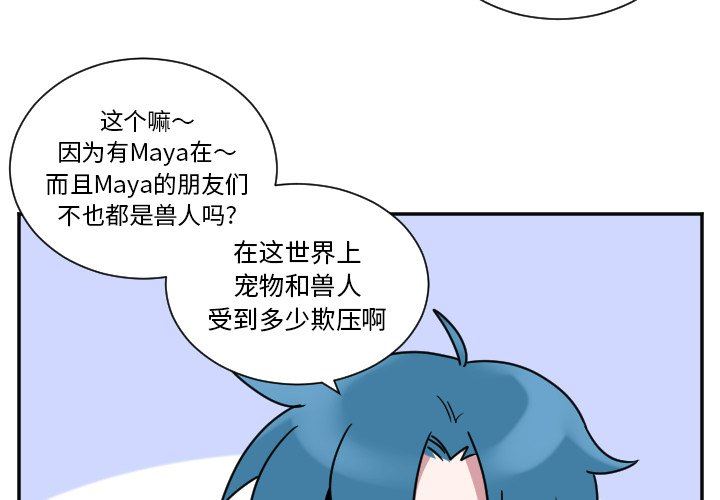 这个嘛～
因为有Maya在～
而且Maya的朋友们
不也都是兽人吗?
在这世界上
宠物和兽人
受到多少欺压啊